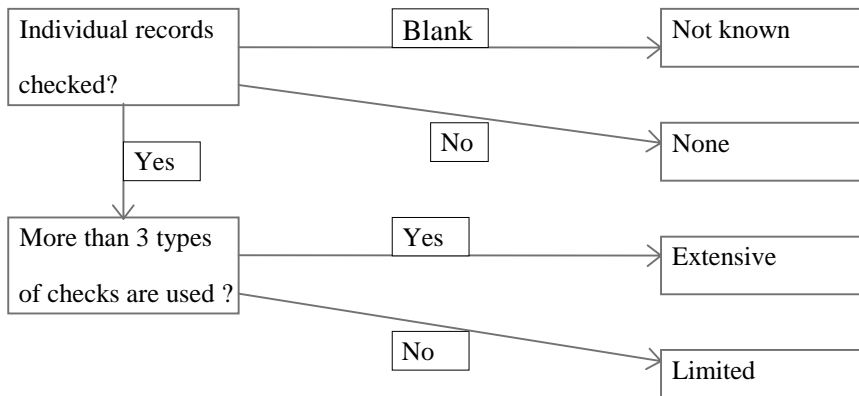 Individual records
checked?
Blank
Not known
No
None
Yes
More than 3 types
of checks are used ?
Yes
Extensive
No
Limited